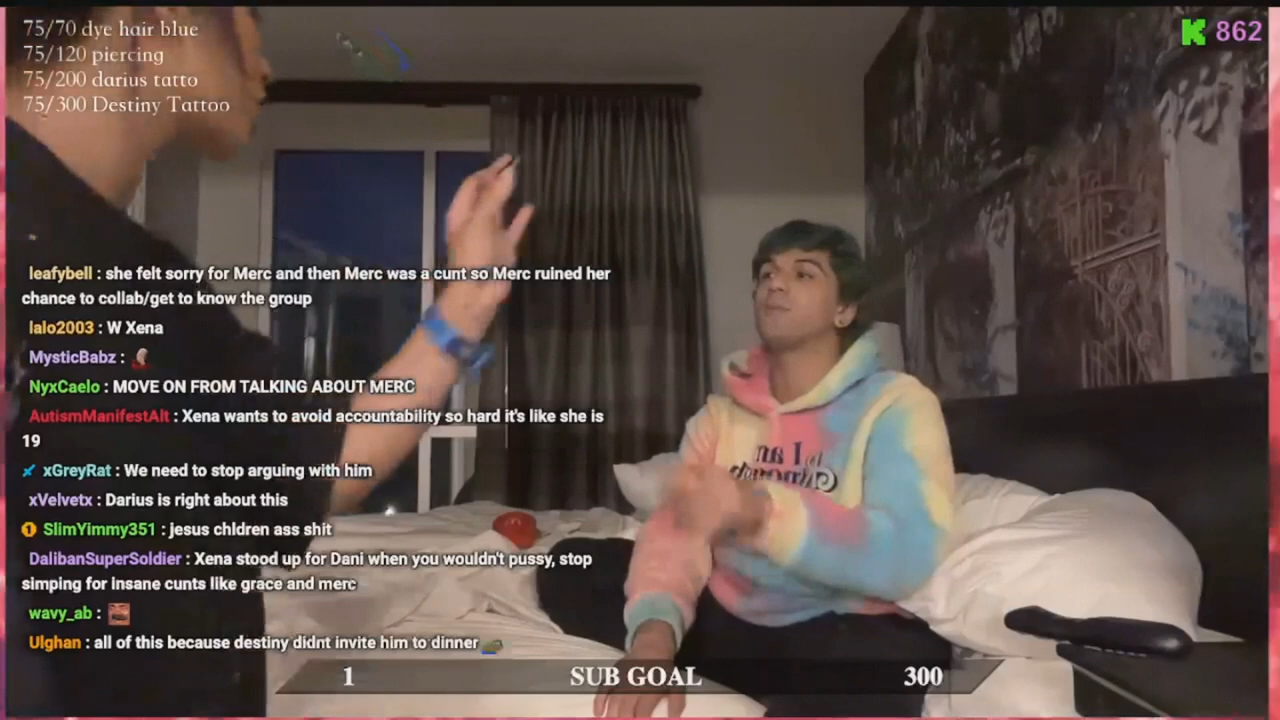 75/70 dye hair blue
75/120 piercing
75/200 darius tatto
75/300 Destiny Tattoo
862
leafybell : she felt sorry for Merc and then Merc was a cunt so Merc ruined her
chance to collab/get to know the group
lalo2003 : W Xena
MysticBabz :
NyxCaelo : MOVE ON FROM TALKING ABOUT MERC
AutismManifestAlt : Xena wants to avoid accountability so hard it's like she is
19
xGreyRat : We need to stop arguing with him
xVelvetx : Darius is right about this
1 SlimYimmy351 : jesus chldren ass shit
DalibanSuperSoldier : Xena stood up for Dani when you wouldn't pussy, stop
simping for insane cunts like grace and merc
wavy_ab :
Ulghan : all of this because destiny didnt invite him to dinner
1 SUB GOAL 300
I am